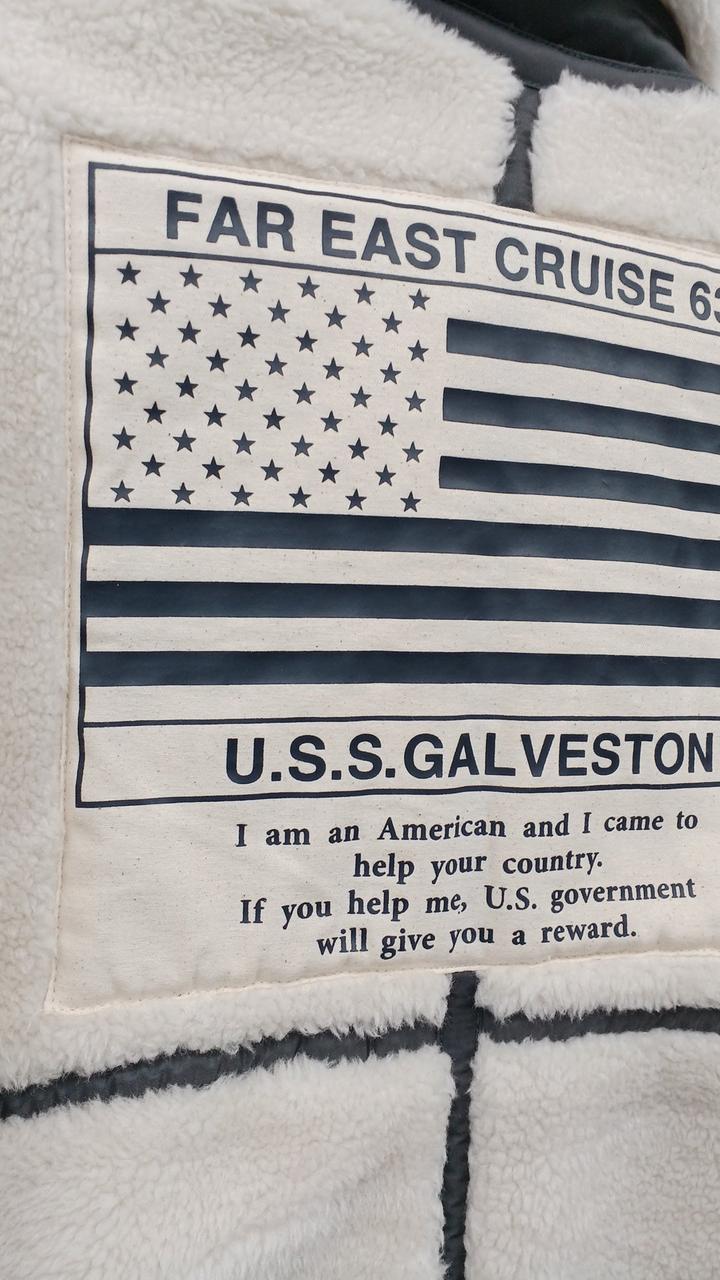 FAR EAST CRUISE 63
U.S.S.GALVESTON
I am an American and I came to
help your country.
If you help me, U.S. government
will give you a reward.